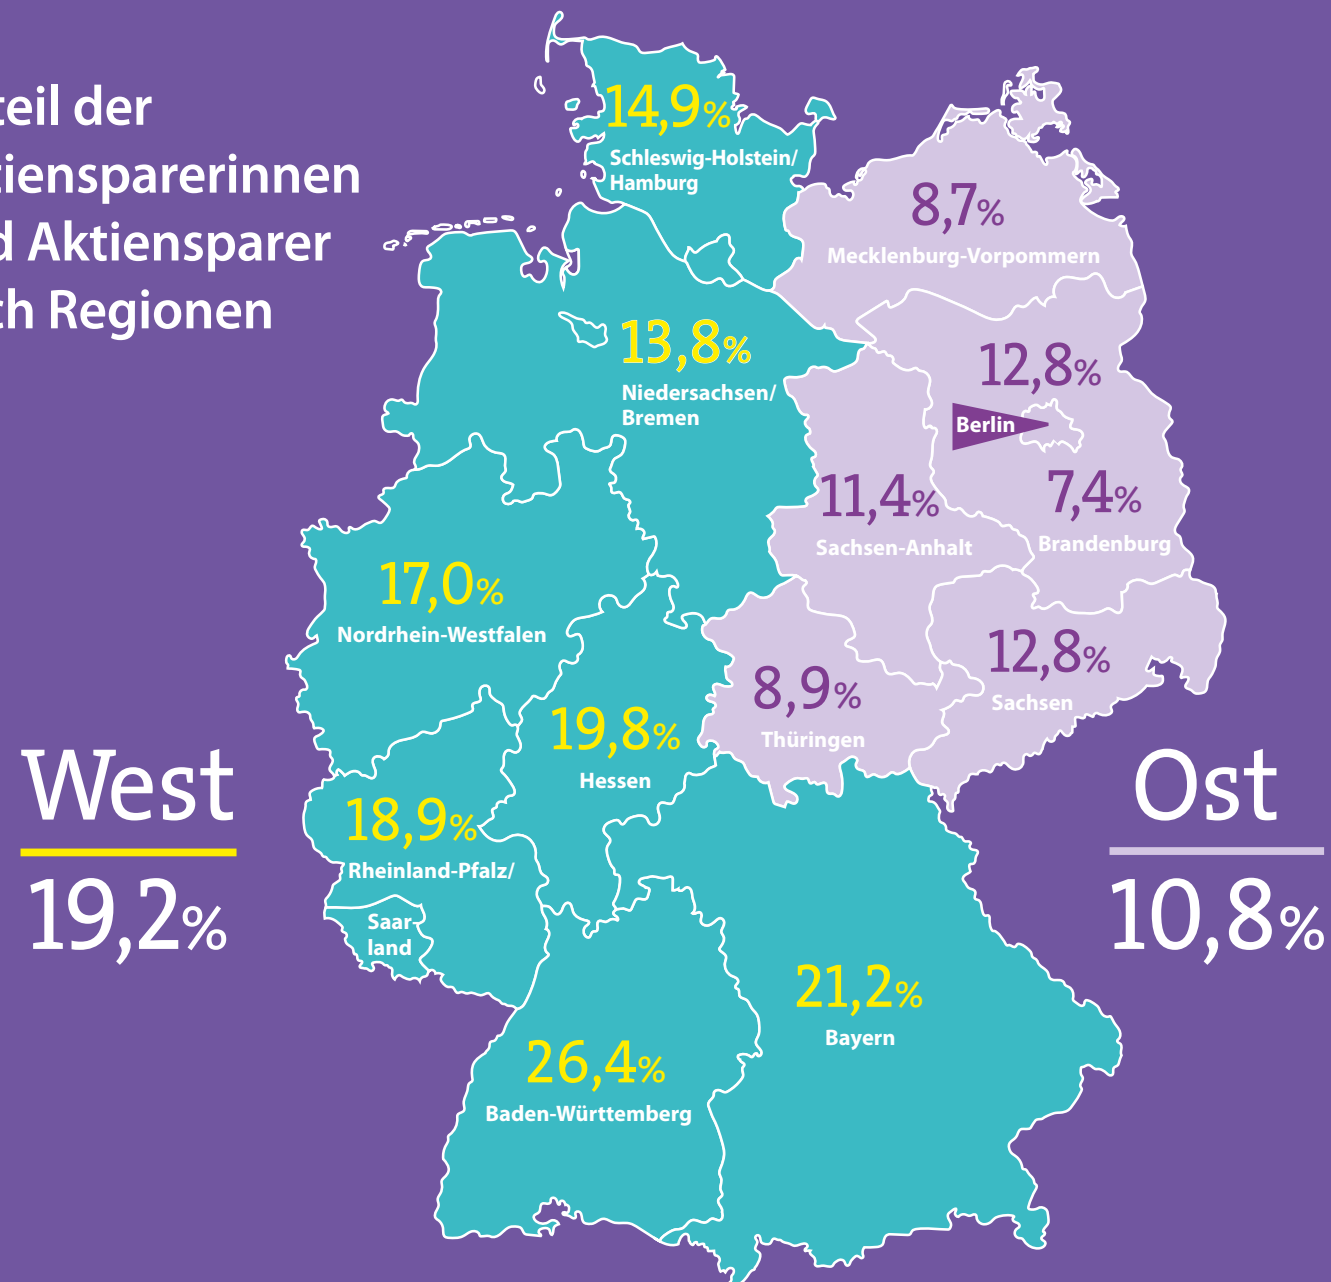 teil der
tiensparerinnen
d Aktiensparer
ch Regionen
14,9%
Schleswig-Holstein/
Hamburg
8,7%
Mecklenburg-Vorpommern
13,8%
Niedersachsen/
Bremen
12,8%
Berlin
11,4%
Sachsen-Anhalt
7,4%
Brandenburg
17,0%
Nordrhein-Westfalen
12,8%
Sachsen
8,9%
Thüringen
19,8%
Hessen
West
19,2%
Ost
10,8%
18,9%
Rheinland-Pfalz/
Saar-
land
21,2%
Bayern
26,4%
Baden-Württemberg